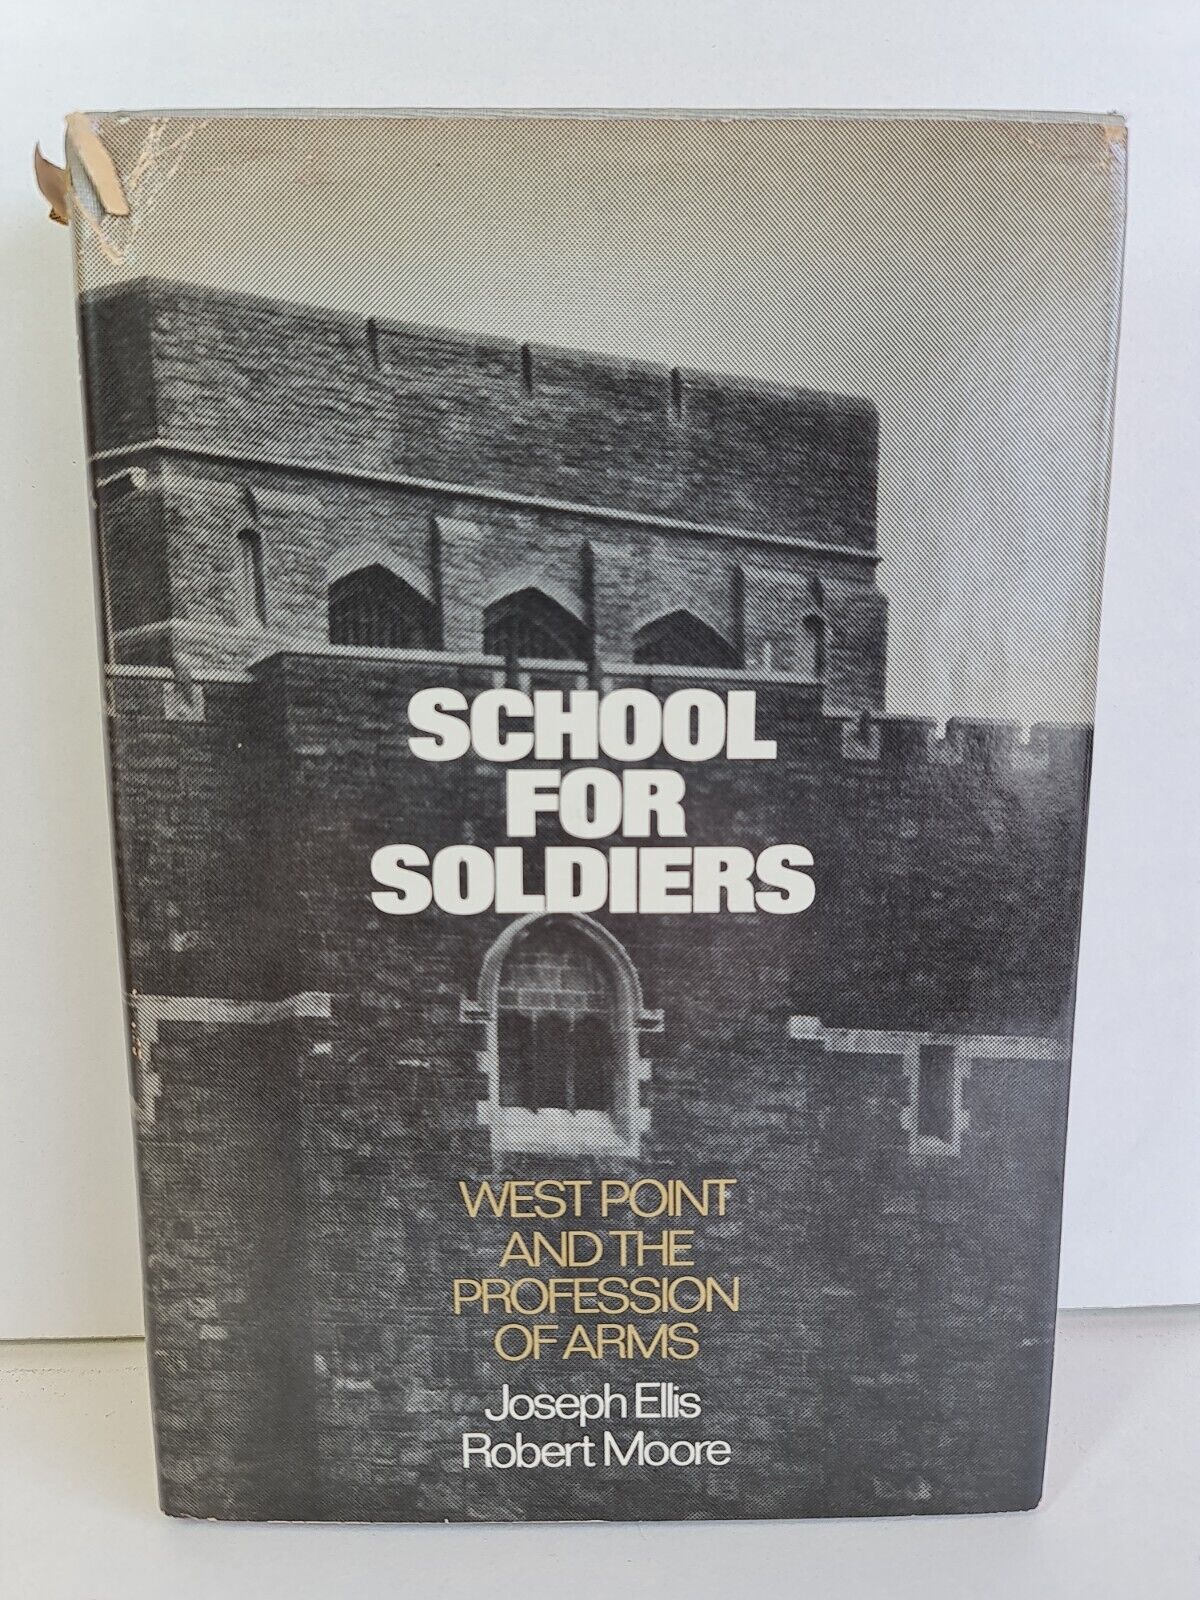 SCHOOL
FOR
SOLDIERS
WEST POINT
AND THE
PROFESSION
OF ARMS
Joseph Ellis
Robert Moore